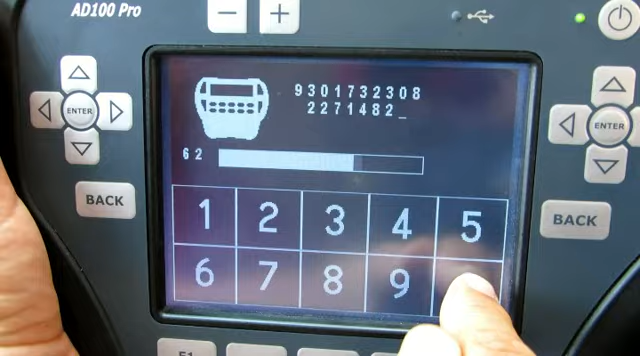 AD100 Pro
− +
9301732308
2271482_
62
ENTER
ENTER
BACK
BACK
1 2 3 4 5
6 7 8 9